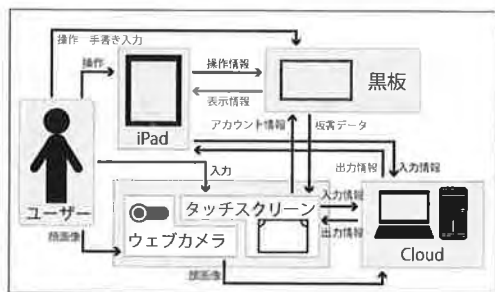 操作 手書き入力
操作
操作情報
表示情報
黒板
iPad
アカウント情報
板書データ
出力情報
入力情報
入力
ユーザー
タッチスクリーン
入力情報
出力情報
ウェブカメラ
顔画像
Cloud
顔画像